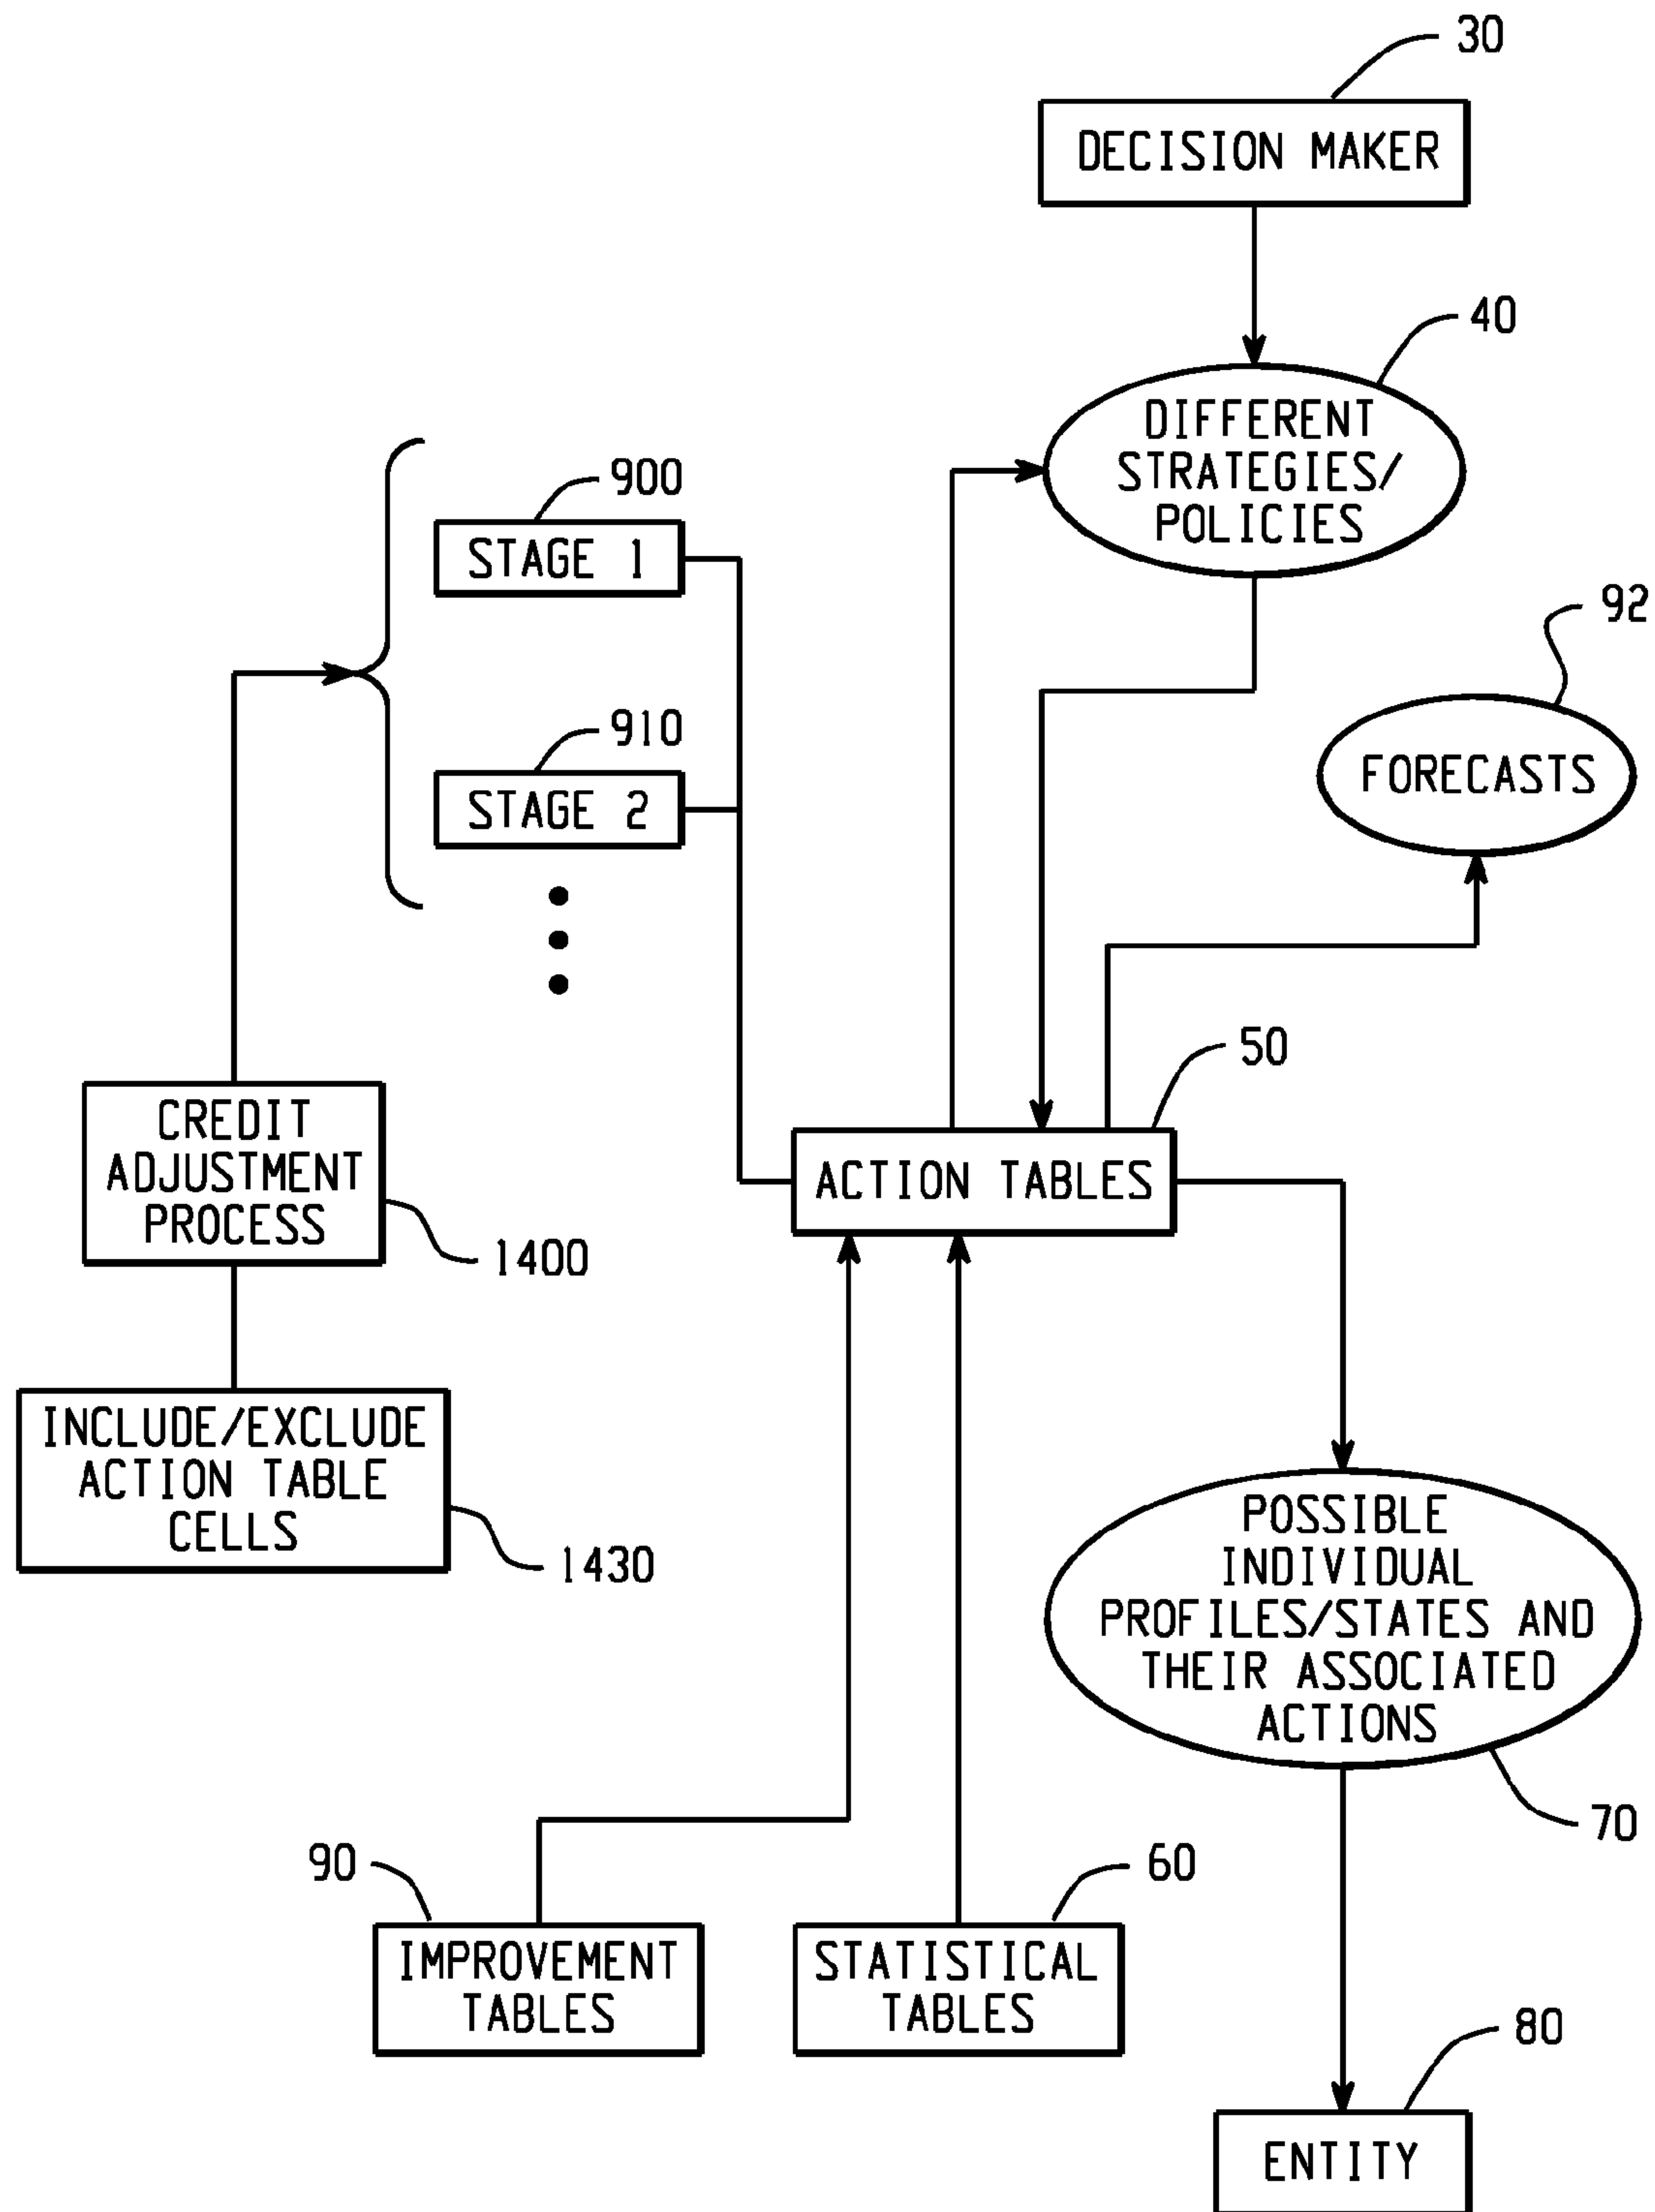 30
DECISION MAKER
40
DIFFERENT
STRATEGIES/
POLICIES
900
STAGE 1
92
FORECASTS
910
STAGE 2
50
ACTION TABLES
CREDIT
ADJUSTMENT
PROCESS
1400
INCLUDE/EXCLUDE
ACTION TABLE
CELLS
1430
POSSIBLE
INDIVIDUAL
PROFILES/STATES AND
THEIR ASSOCIATED
ACTIONS
70
90
IMPROVEMENT
TABLES
60
STATISTICAL
TABLES
80
ENTITY